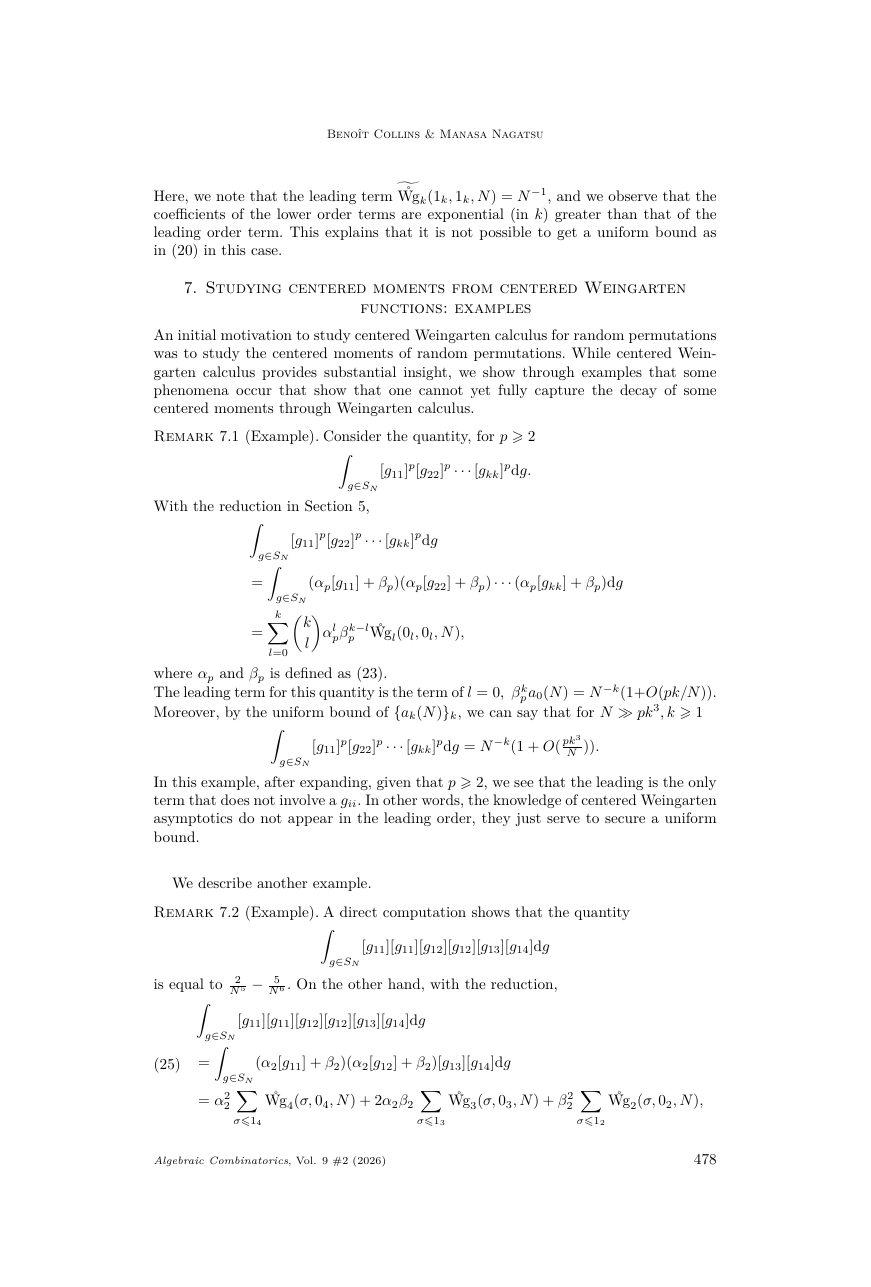 BENOÎT COLLINS & MANASA NAGATSU
Here, we note that the leading term $\widetilde{\mathring{\mathrm{Wg}}}_k(1_k, 1_k, N) = N^{-1}$, and we observe that the
coefficients of the lower order terms are exponential (in $k$) greater than that of the
leading order term. This explains that it is not possible to get a uniform bound as
in (20) in this case.
7. STUDYING CENTERED MOMENTS FROM CENTERED WEINGARTEN
FUNCTIONS: EXAMPLES
An initial motivation to study centered Weingarten calculus for random permutations
was to study the centered moments of random permutations. While centered Wein-
garten calculus provides substantial insight, we show through examples that some
phenomena occur that show that one cannot yet fully capture the decay of some
centered moments through Weingarten calculus.
REMARK 7.1 (Example). Consider the quantity, for $p \geqslant 2$
$\int_{g \in S_N} [g_{11}]^p [g_{22}]^p \cdots [g_{kk}]^p \mathrm{d}g.$
With the reduction in Section 5,
$\int_{g \in S_N} [g_{11}]^p [g_{22}]^p \cdots [g_{kk}]^p \mathrm{d}g$
$= \int_{g \in S_N} (\alpha_p [g_{11}] + \beta_p)(\alpha_p [g_{22}] + \beta_p) \cdots (\alpha_p [g_{kk}] + \beta_p) \mathrm{d}g$
$= \sum_{l=0}^{k} \binom{k}{l} \alpha_p^l \beta_p^{k-l} \mathring{\mathrm{Wg}}_l(0_l, 0_l, N),$
where $\alpha_p$ and $\beta_p$ is defined as (23).
The leading term for this quantity is the term of $l = 0$, $\beta_p^k a_0(N) = N^{-k}(1 + O(pk/N))$.
Moreover, by the uniform bound of $\{a_k(N)\}_k$, we can say that for $N \gg pk^3, k \geqslant 1$
$\int_{g \in S_N} [g_{11}]^p [g_{22}]^p \cdots [g_{kk}]^p \mathrm{d}g = N^{-k}(1 + O(\frac{pk^3}{N})).$
In this example, after expanding, given that $p \geqslant 2$, we see that the leading is the only
term that does not involve a $g_{ii}$. In other words, the knowledge of centered Weingarten
asymptotics do not appear in the leading order, they just serve to secure a uniform
bound.
We describe another example.
REMARK 7.2 (Example). A direct computation shows that the quantity
$\int_{g \in S_N} [g_{11}][g_{11}][g_{12}][g_{12}][g_{13}][g_{14}] \mathrm{d}g$
is equal to $\frac{2}{N^5} - \frac{5}{N^6}$. On the other hand, with the reduction,
$\int_{g \in S_N} [g_{11}][g_{11}][g_{12}][g_{12}][g_{13}][g_{14}] \mathrm{d}g$
(25) $= \int_{g \in S_N} (\alpha_2 [g_{11}] + \beta_2)(\alpha_2 [g_{12}] + \beta_2)[g_{13}][g_{14}] \mathrm{d}g$
$= \alpha_2^2 \sum_{\sigma \leqslant 1_4} \mathring{\mathrm{Wg}}_4(\sigma, 0_4, N) + 2\alpha_2 \beta_2 \sum_{\sigma \leqslant 1_3} \mathring{\mathrm{Wg}}_3(\sigma, 0_3, N) + \beta_2^2 \sum_{\sigma \leqslant 1_2} \mathring{\mathrm{Wg}}_2(\sigma, 0_2, N),$
Algebraic Combinatorics, Vol. 9 #2 (2026) 478